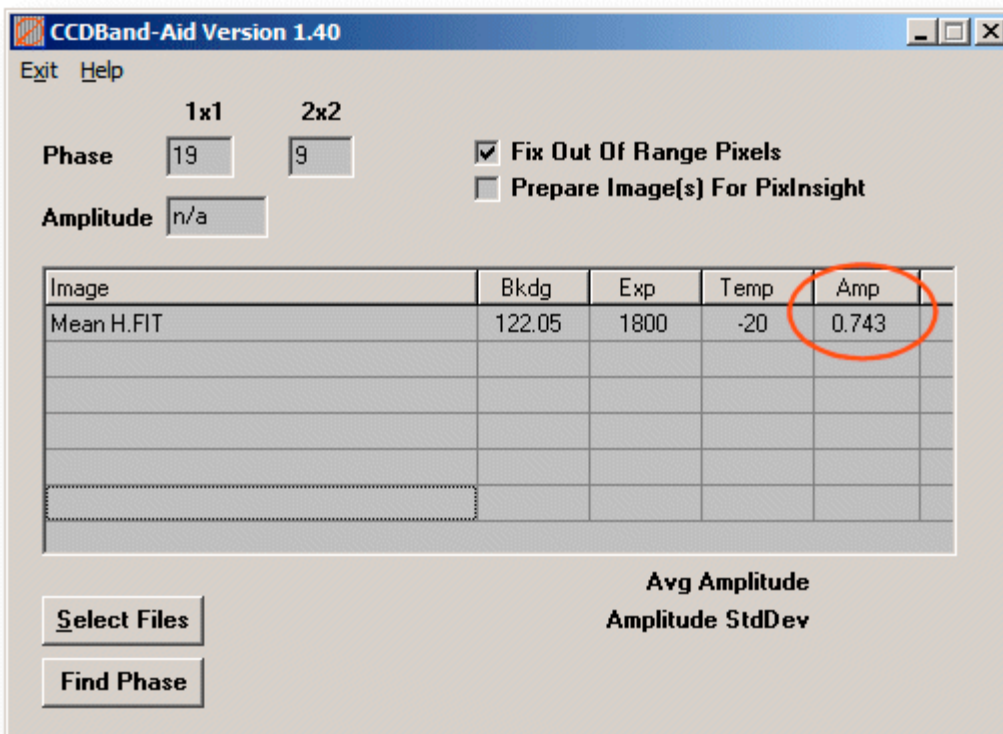 CCDBand-Aid Version 1.40
Exit Help
1x1 2x2
Phase 19 9
Fix Out Of Range Pixels
Prepare Image(s) For PixInsight
Amplitude n/a
Image Bkdg Exp Temp Amp
Mean H.FIT 122.05 1800 -20 0.743
Avg Amplitude
Amplitude StdDev
Select Files
Find Phase